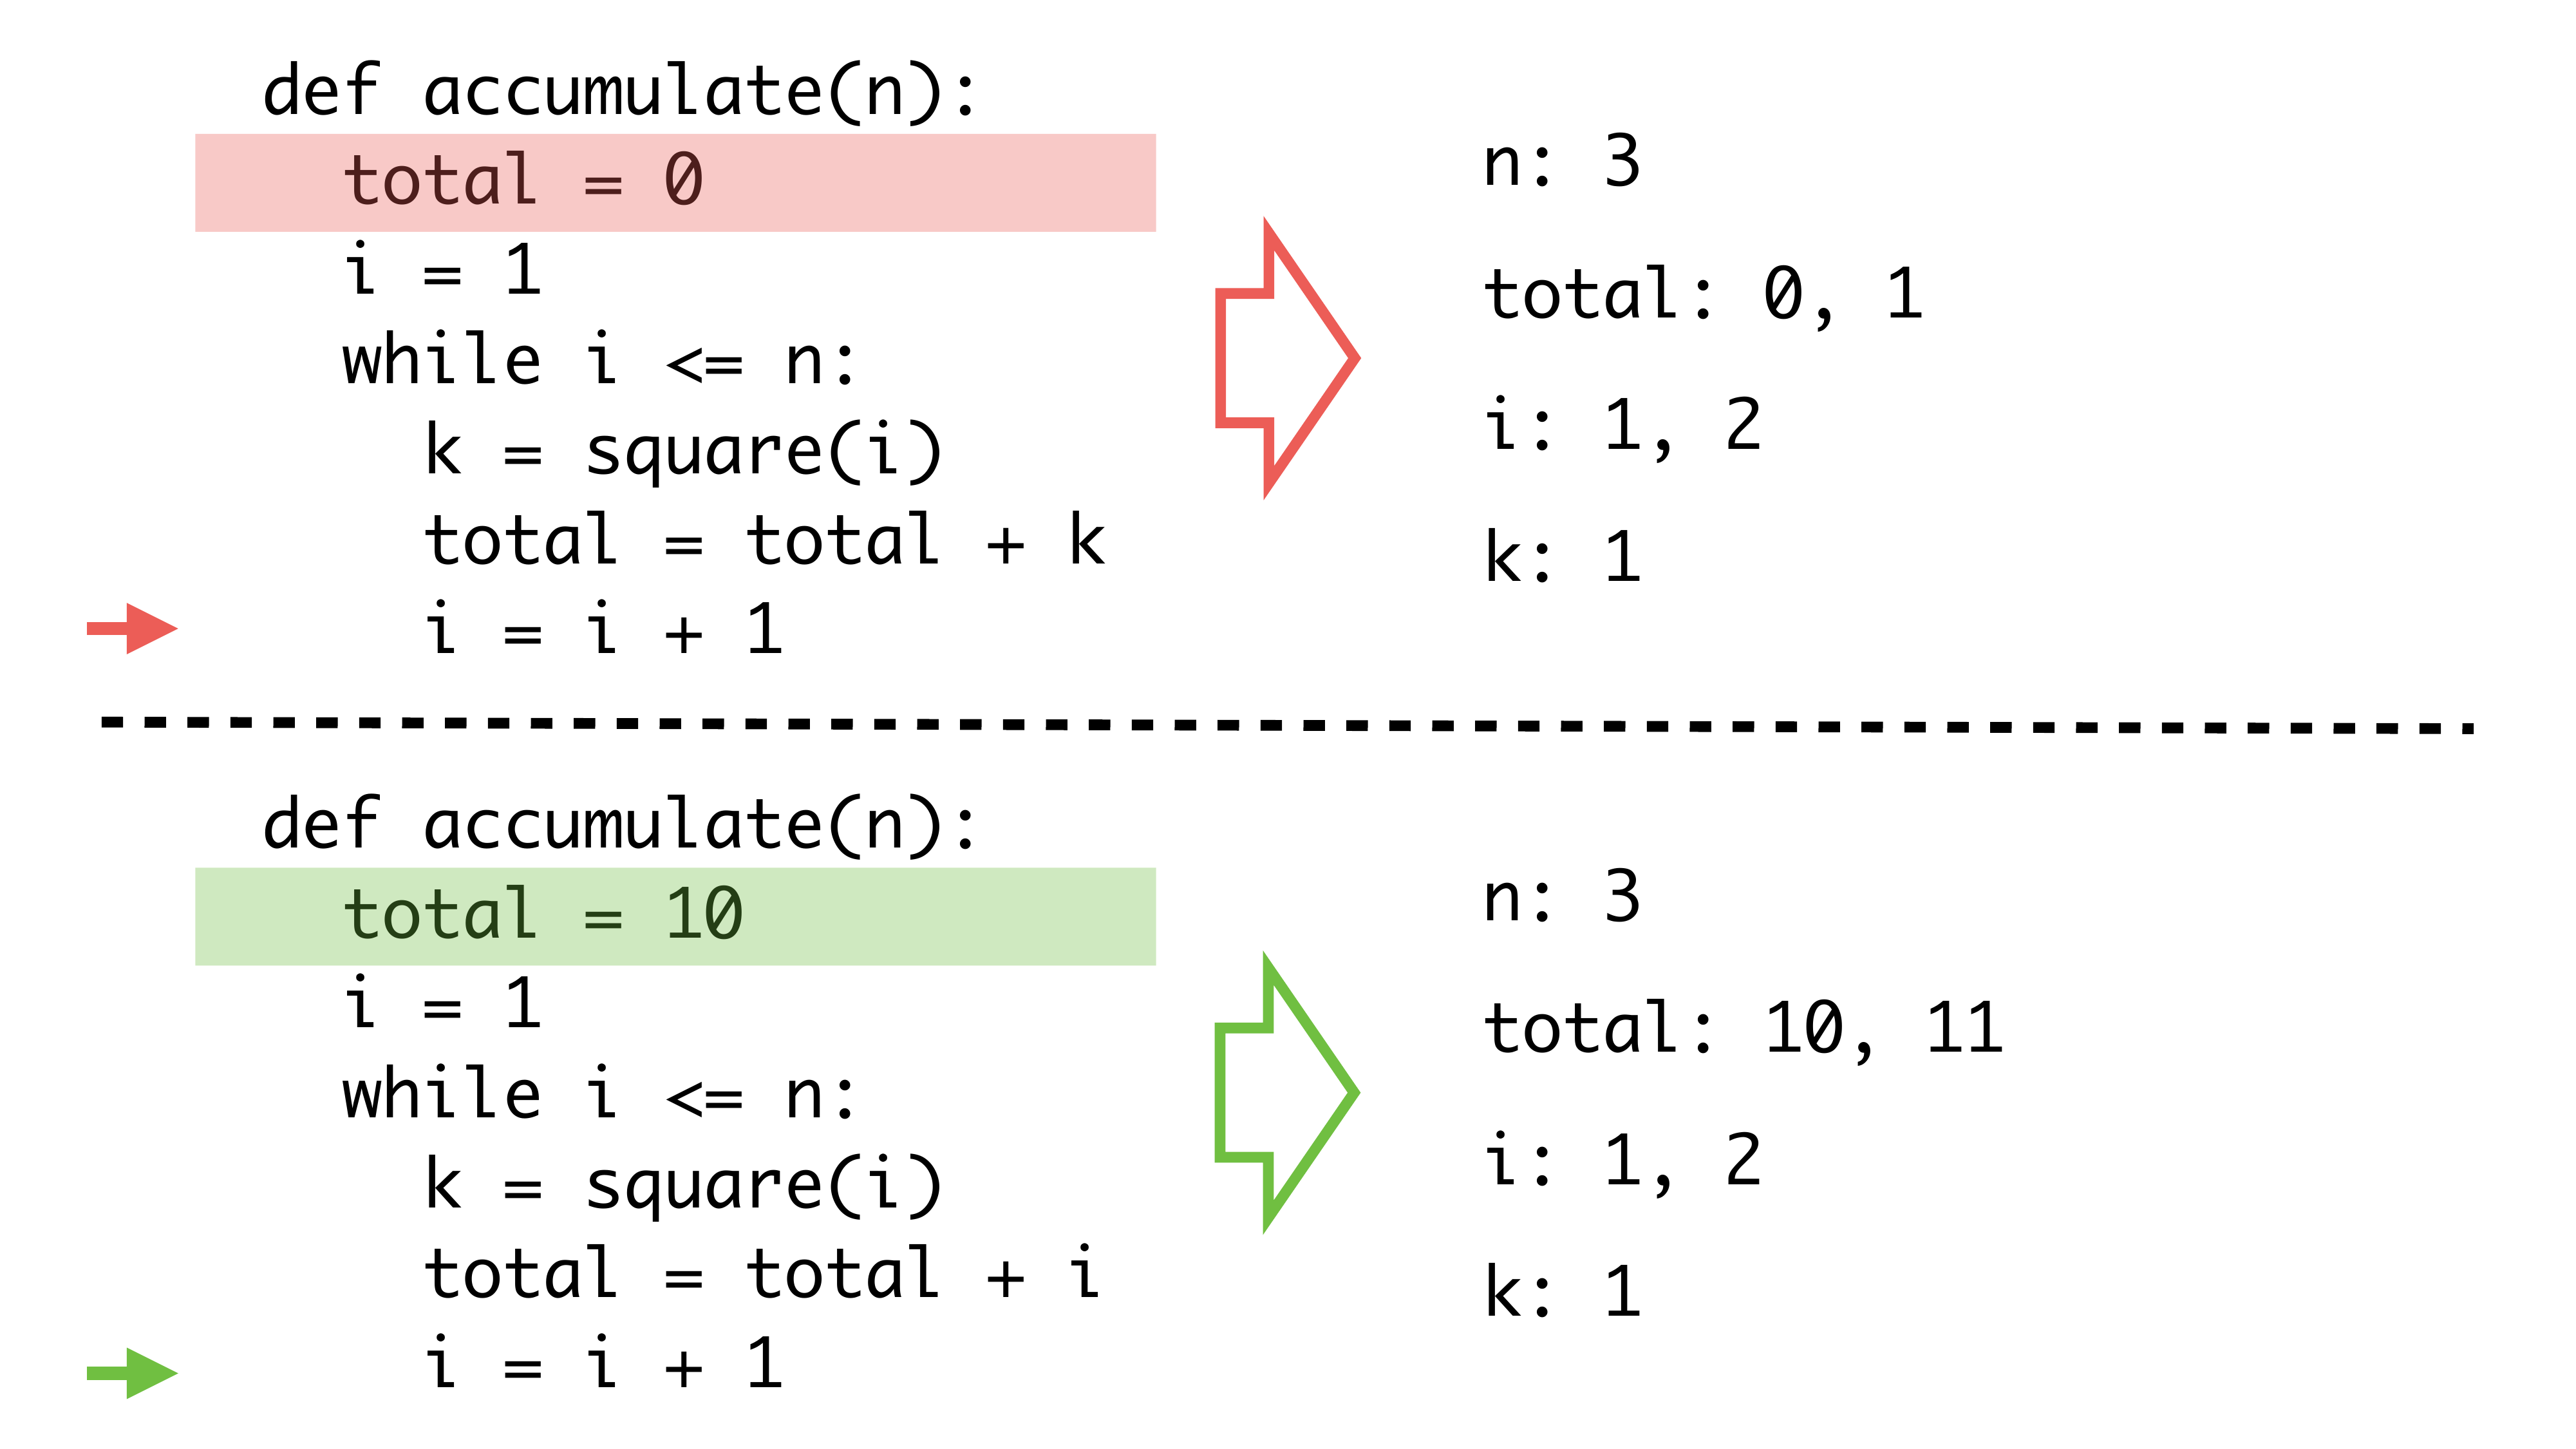 def accumulate(n):
total = 0
i = 1
while i <= n:
k = square(i)
total = total + k
i = i + 1
n: 3
total: 0, 1
i: 1, 2
k: 1
def accumulate(n):
total = 10
i = 1
while i <= n:
k = square(i)
total = total + i
i = i + 1
n: 3
total: 10, 11
i: 1, 2
k: 1